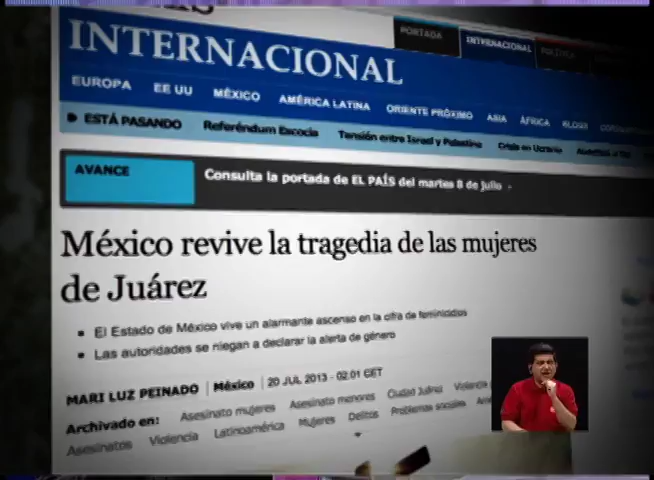 INTERNACIONAL
PORTADA INTERNACIONAL POLÍTICA
EUROPA EE UU MÉXICO AMÉRICA LATINA ORIENTE PRÓXIMO ASIA ÁFRICA BLOGS
ESTÁ PASANDO Referéndum Escocia Tensión entre Israel y Palestina Crisis en Ucrania
AVANCE Consulta la portada de EL PAÍS del martes 8 de julio
México revive la tragedia de las mujeres
de Juárez
El Estado de México vive un alarmante ascenso en la cifra de feminicidios
Las autoridades se niegan a declarar la alerta de género
MARI LUZ PEINADO | México | 20 JUL 2013 - 02:01 CET
Archivado en: Asesinato mujeres Asesinato menores Ciudad Juárez Violencia
Asesinatos Violencia Latinoamérica Mujeres Delitos Problemas sociales